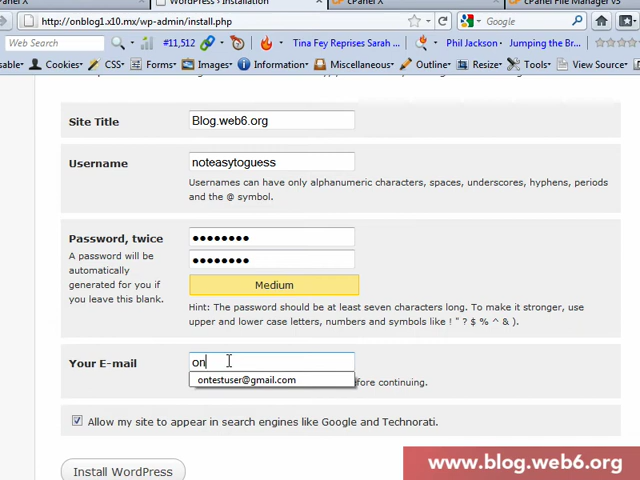 cPanel X
WordPress › Installation
cPanel X
cPanel File Manager v3
http://onblog1.x10.mx/wp-admin/install.php
Google
Web Search
#11,512
Tina Fey Reprises Sarah ...
Phil Jackson
Jumping the Br...
Cookies
CSS
Forms
Images
Information
Miscellaneous
Outline
Resize
Tools
View Source
Site Title
Blog.web6.org
Username
noteasytoguess
Usernames can have only alphanumeric characters, spaces, underscores, hyphens, periods
and the @ symbol.
Password, twice
●●●●●●●●
A password will be
automatically
generated for you if
you leave this blank.
●●●●●●●●
Medium
Hint: The password should be at least seven characters long. To make it stronger, use
upper and lower case letters, numbers and symbols like ! " ? $ % ^ & ).
Your E-mail
on
ontestuser@gmail.com
before continuing.
Allow my site to appear in search engines like Google and Technorati.
Install WordPress
www.blog.web6.org